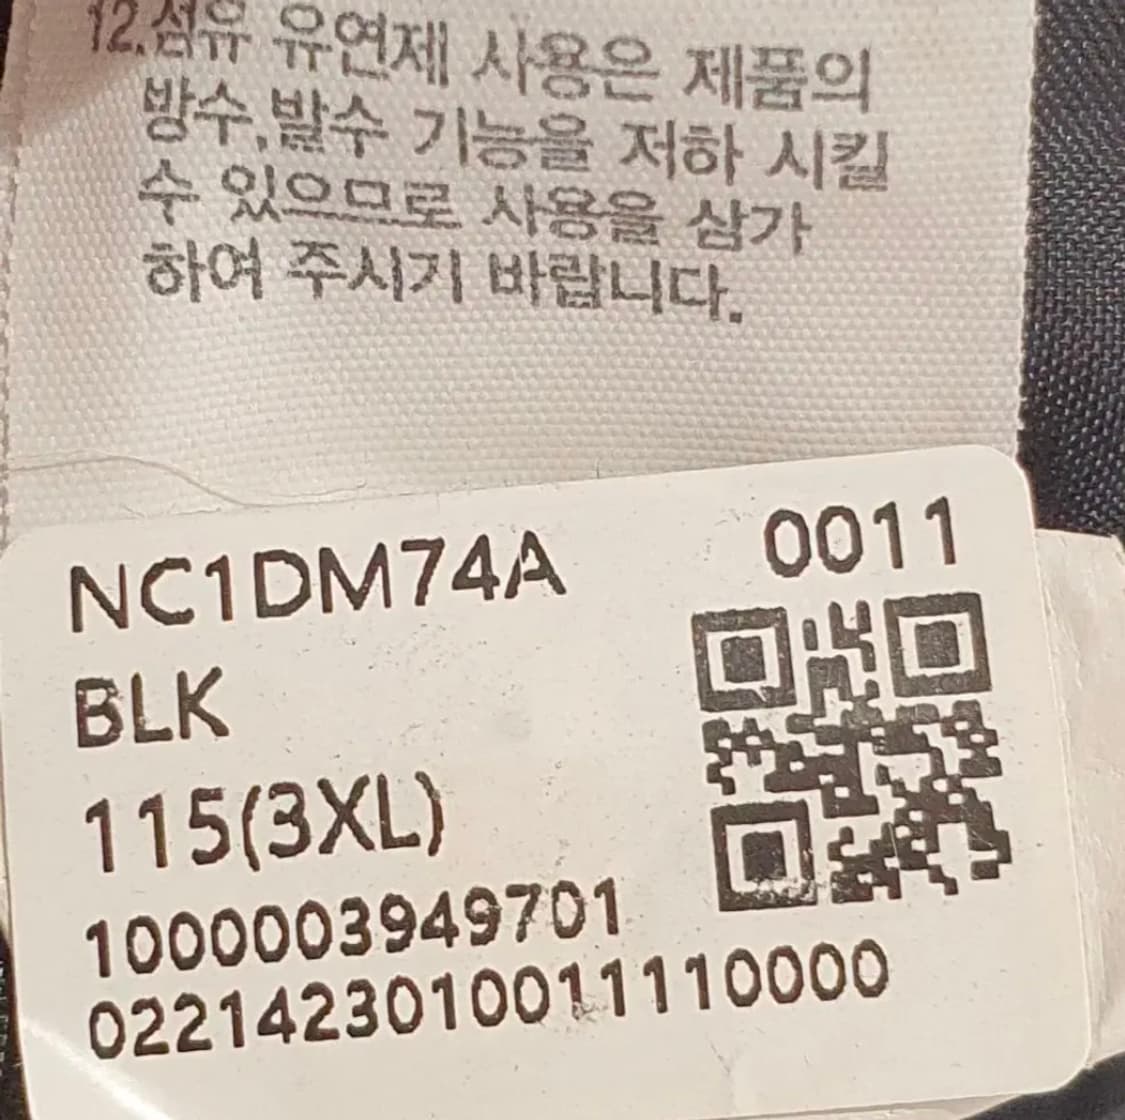 12.섬유 유연제 사용은 제품의
방수,발수 기능을 저하 시킬
수 있으므로 사용을 삼가
하여 주시기 바랍니다.
NC1DM74A 0011
BLK
115(3XL)
1000003949701
0221423010011110000